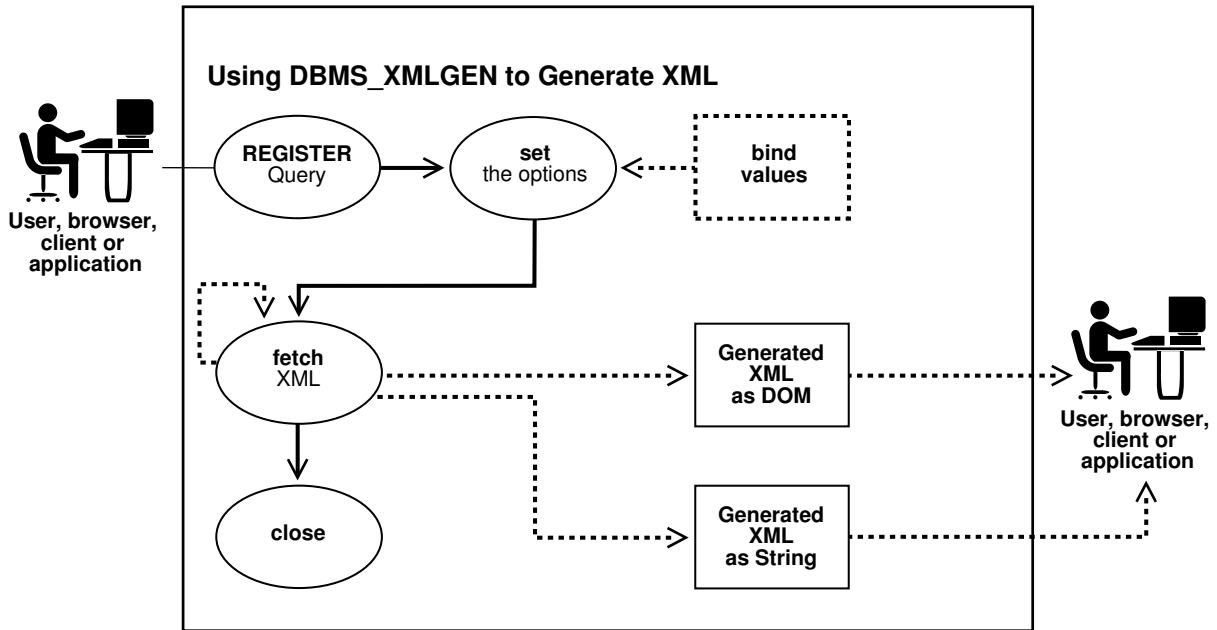 Using DBMS_XMLGEN to Generate XML
REGISTER
Query
set
the options
bind
values
User, browser,
client or
application
fetch
XML
Generated
XML
as DOM
User, browser,
client or
application
close
Generated
XML
as String